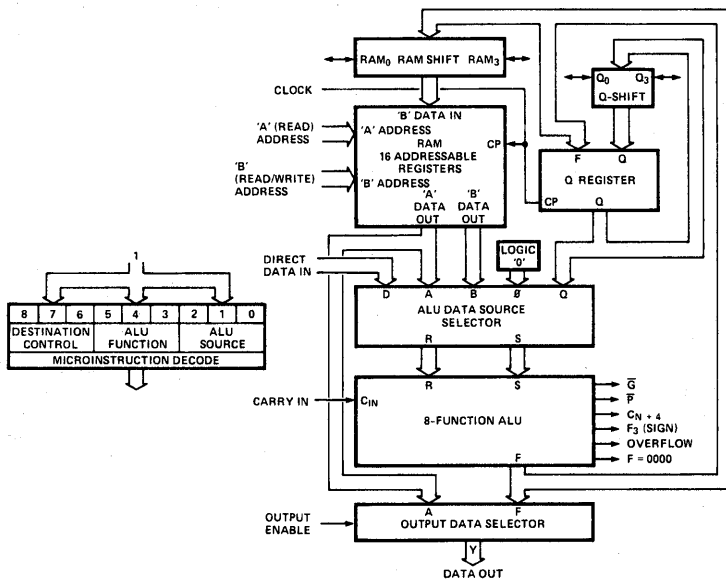 RAM₀ RAM SHIFT RAM₃
Q₀ Q₃
Q-SHIFT
CLOCK
'B' DATA IN
'A' (READ)
ADDRESS
'A' ADDRESS
RAM
16 ADDRESSABLE
REGISTERS
CP
'B'
(READ/WRITE)
ADDRESS
'B' ADDRESS
'A'
DATA
OUT
'B'
DATA
OUT
F Q
Q REGISTER
CP Q
LOGIC
'0'
DIRECT
DATA IN
D A B 0 Q
ALU DATA SOURCE
SELECTOR
R S
1
8 7 6 5 4 3 2 1 0
DESTINATION
CONTROL
ALU
FUNCTION
ALU
SOURCE
MICROINSTRUCTION DECODE
R S
CARRY IN
C_IN
8-FUNCTION ALU
F
G̅
P̅
C_N + 4
F₃ (SIGN)
OVERFLOW
F = 0000
OUTPUT
ENABLE
A F
OUTPUT DATA SELECTOR
Y
DATA OUT